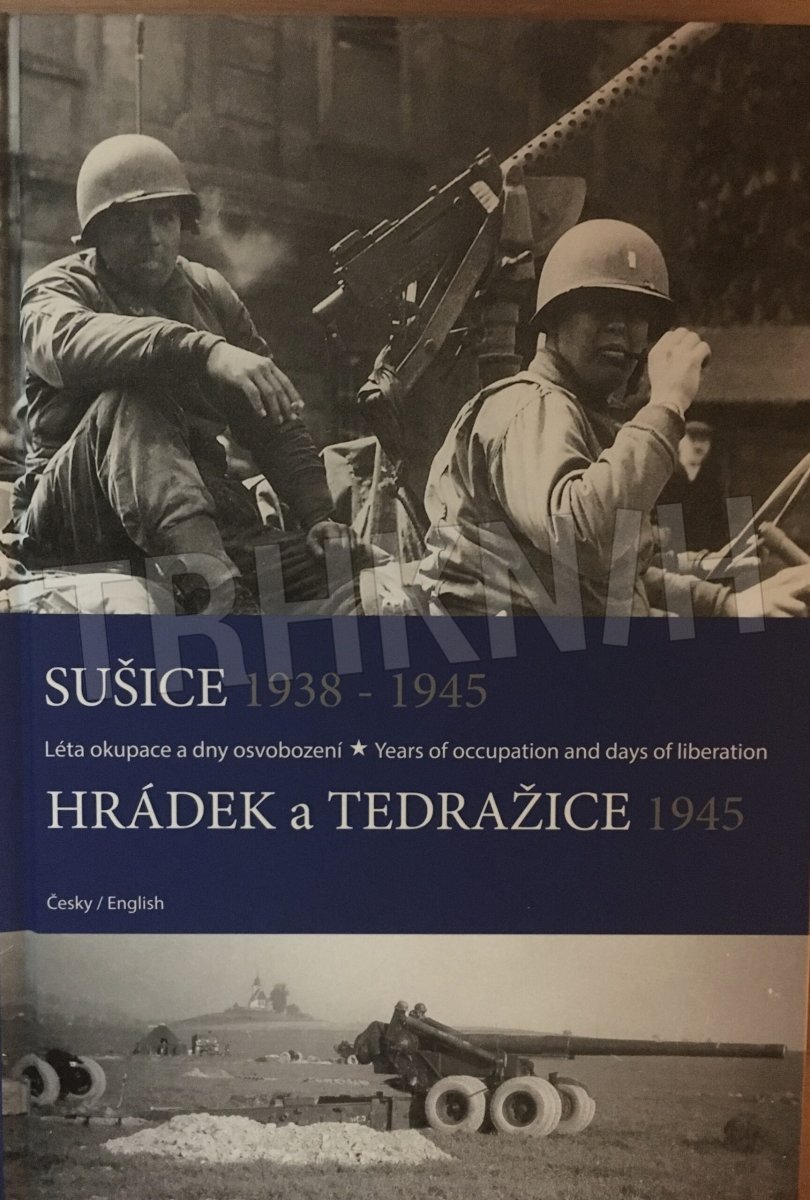 TRHKNIH
SUŠICE 1938 - 1945
Léta okupace a dny osvobození ★ Years of occupation and days of liberation
HRÁDEK a TEDRAŽICE 1945
Česky / English